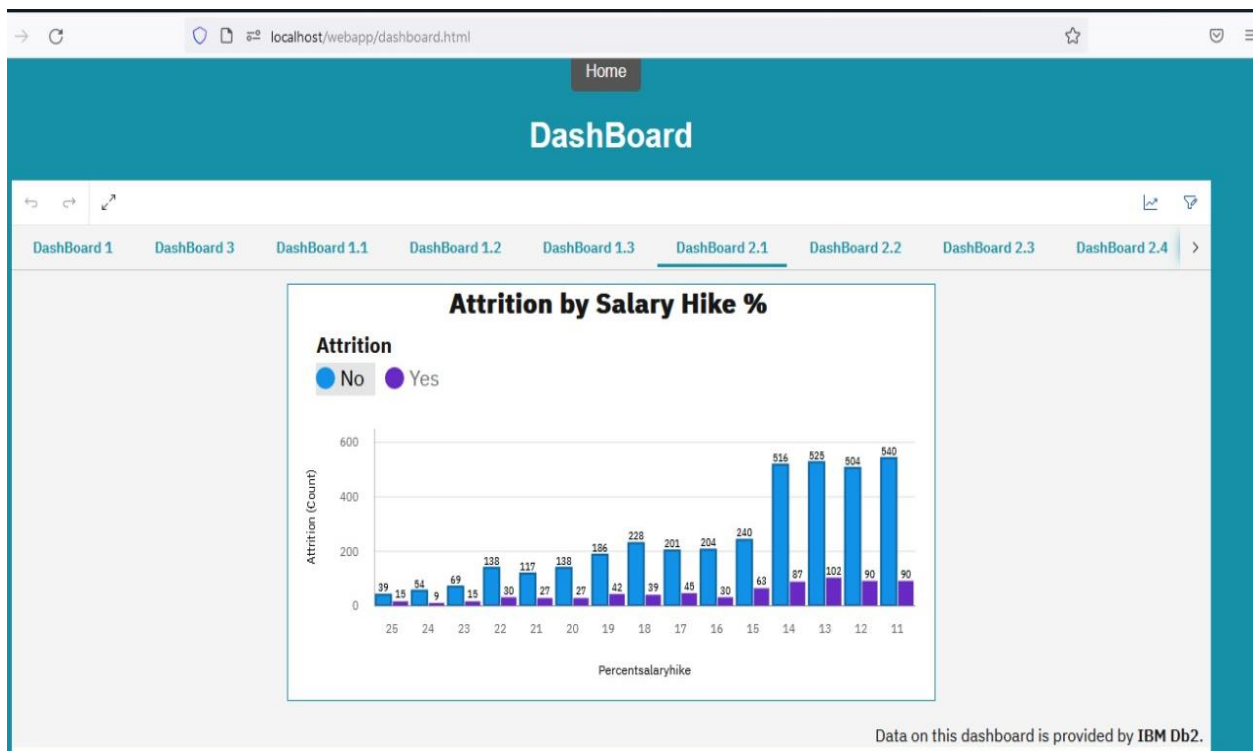 localhost/webapp/dashboard.html
Home
DashBoard
DashBoard 1 DashBoard 3 DashBoard 1.1 DashBoard 1.2 DashBoard 1.3 DashBoard 2.1 DashBoard 2.2 DashBoard 2.3 DashBoard 2.4
Attrition by Salary Hike %
Attrition
No Yes
Attrition (Count)
600
400
200
0
39 15 54 9 69 15 138 30 117 27 138 27 186 42 228 39 201 45 204 30 240 63 516 87 525 102 504 90 540 90
25 24 23 22 21 20 19 18 17 16 15 14 13 12 11
Percentsalaryhike
Data on this dashboard is provided by IBM Db2.